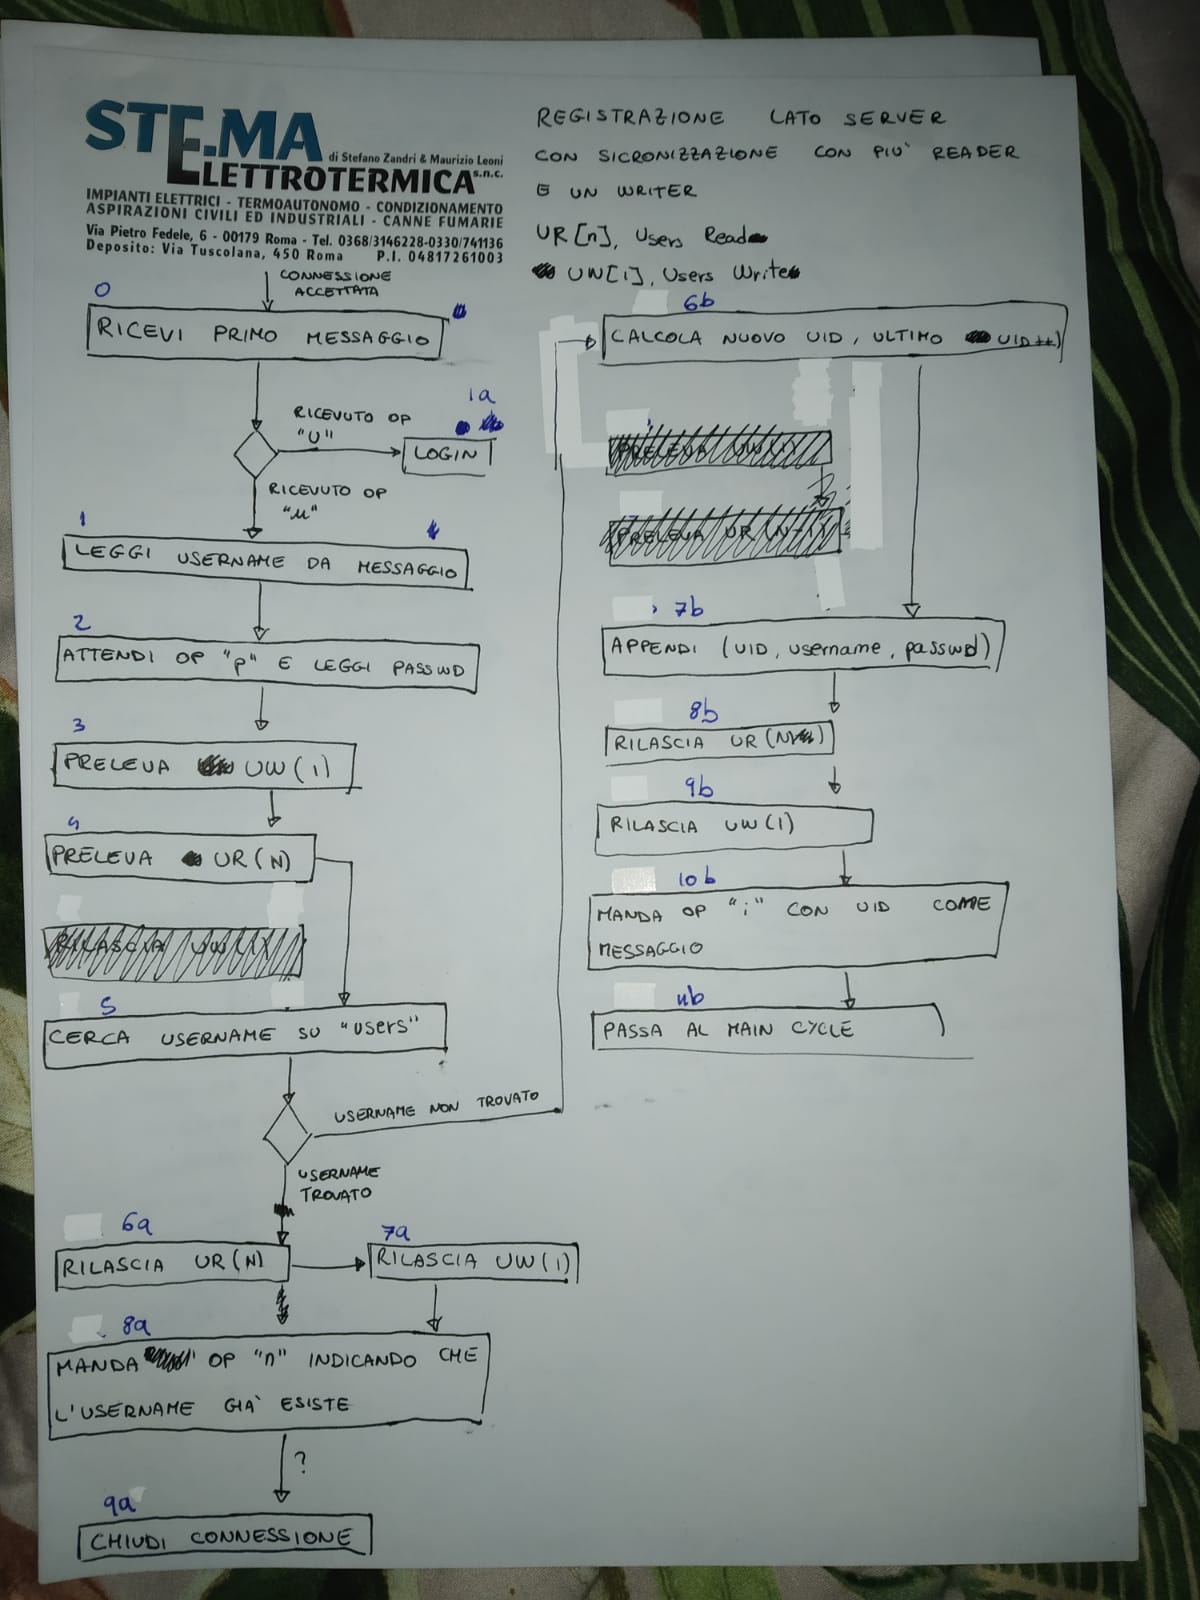 STE.MA
ELETTROTERMICA s.n.c.
di Stefano Zandri & Maurizio Leoni
IMPIANTI ELETTRICI - TERMOAUTONOMO - CONDIZIONAMENTO
ASPIRAZIONI CIVILI ED INDUSTRIALI - CANNE FUMARIE
Via Pietro Fedele, 6 - 00179 Roma - Tel. 0368/3146228-0330/741136
Deposito: Via Tuscolana, 450 Roma P.I. 04817261003
REGISTRAZIONE LATO SERVER
CON SICRONIZZAZIONE CON PIU' READER
E UN WRITER
UR[n], Users Read
UW[1], Users Write
CONNESSIONE
ACCETTATA
0
RICEVI PRIMO MESSAGGIO
RICEVUTO OP
"U"
1a
LOGIN
RICEVUTO OP
"u"
1
LEGGI USERNAME DA MESSAGGIO
2
ATTENDI OP "p" E LEGGI PASSWD
3
PRELEVA UW(1)
4
PRELEVA UR(N)
RILASCIA UW(1)
5
CERCA USERNAME SU "users"
USERNAME NON TROVATO
USERNAME
TROVATO
6a
RILASCIA UR(N)
7a
RILASCIA UW(1)
8a
MANDA OP "n" INDICANDO CHE
L'USERNAME GIA' ESISTE
?
9a
CHIUDI CONNESSIONE
6b
CALCOLA NUOVO UID, ULTIMO UID++)
PRELEVA UW(1)
PRELEVA UR
7b
APPENDI (UID, username, passwd)
8b
RILASCIA UR(N)
9b
RILASCIA UW(1)
10b
MANDA OP "i" CON UID COME
MESSAGGIO
11b
PASSA AL MAIN CYCLE